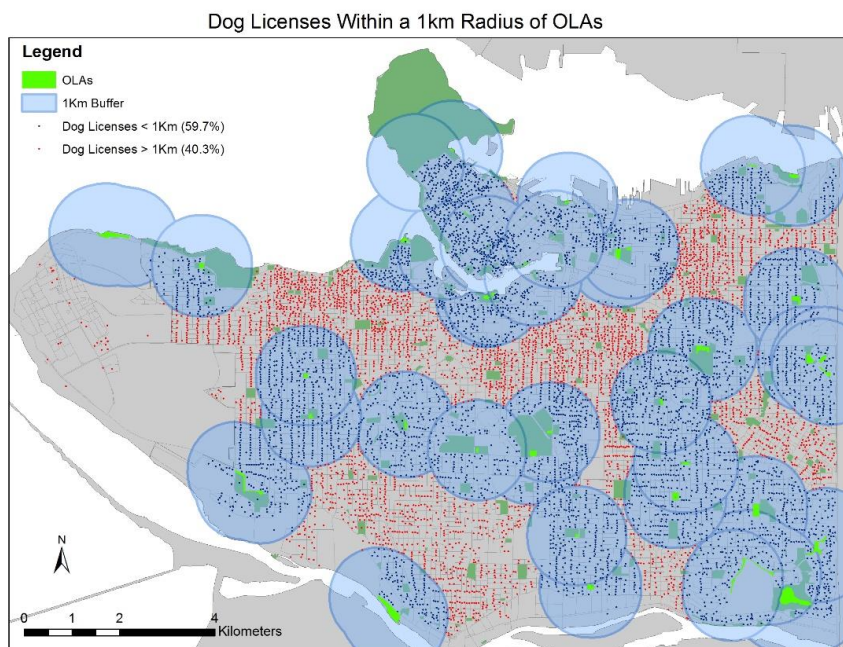 Dog Licenses Within a 1km Radius of OLAs
Legend
OLAs
1Km Buffer
Dog Licenses < 1Km (59.7%)
Dog Licenses > 1Km (40.3%)
N
0 1 2 4
Kilometers